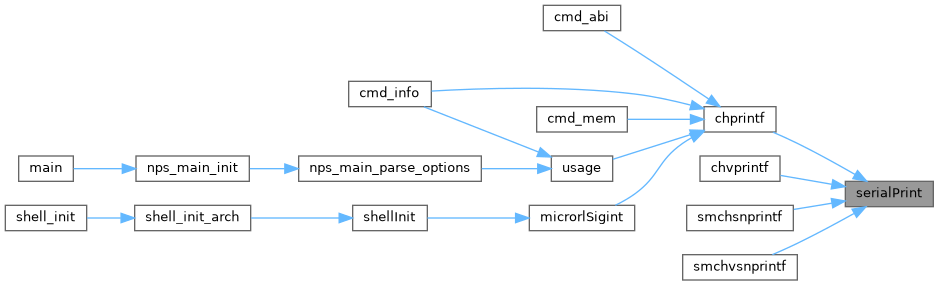 cmd_abi
cmd_info
chprintf
cmd_mem
main
nps_main_init
nps_main_parse_options
usage
chvprintf
serialPrint
shell_init
shell_init_arch
shellInit
microrlSigint
smchsnprintf
smchvsnprintf